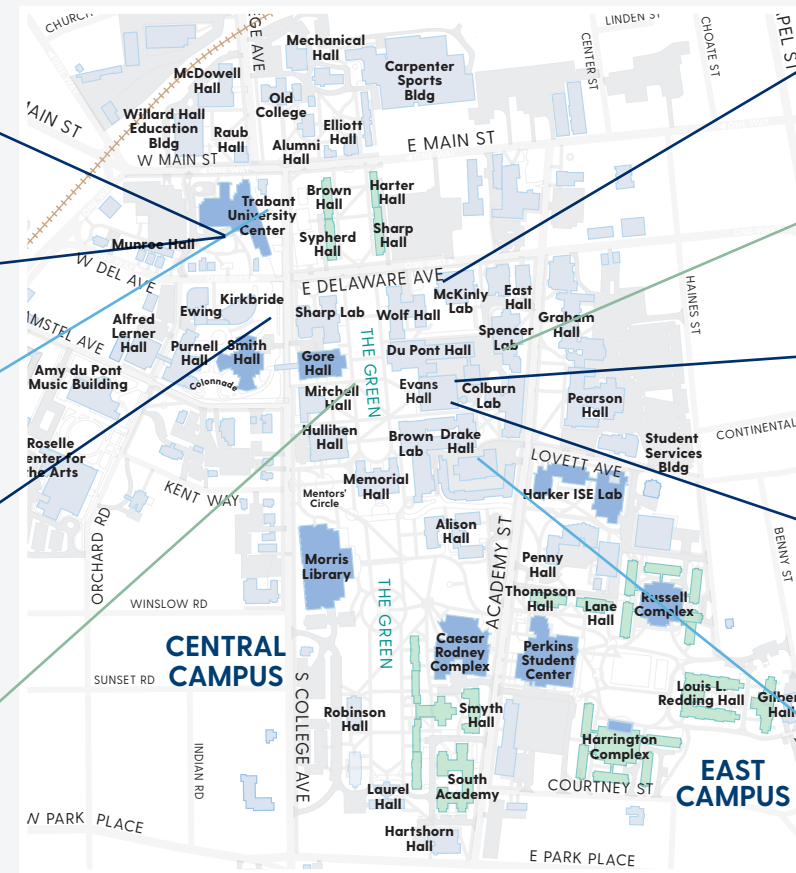 CHURCH
GE AVE
LINDEN ST
CENTER ST
CHOATE ST
PEL ST
Mechanical
Hall
Carpenter
Sports
Bldg
McDowell
Hall
Old
College
AIN ST
Willard Hall
Education
Bldg
Raub
Hall
Elliott
Hall
Alumni
Hall
W MAIN ST
E MAIN ST
Trabant
University
Center
Brown
Hall
Harter
Hall
Sypherd
Hall
Sharp
Hall
Munroe Hall
W DEL AVE
E DELAWARE AVE
HAINES ST
McKinly
Lab
East
Hall
Graham
Hall
Kirkbride
Ewing
Sharp Lab
Wolf Hall
Spencer
Lab
AMSTEL AVE
Alfred
Lerner
Hall
Purnell
Hall
Smith
Hall
Gore
Hall
THE GREEN
Du Pont Hall
Amy du Pont
Music Building
Colonnade
Mitchell
Hall
Evans
Hall
Colburn
Lab
Pearson
Hall
Roselle
enter for
he Arts
Hullihen
Hall
Brown
Lab
Drake
Hall
Student
Services
Bldg
CONTINENTAL
LOVETT AVE
KENT WAY
Mentors'
Circle
Memorial
Hall
Harker ISE Lab
ORCHARD RD
Alison
Hall
ACADEMY ST
BENNY ST
Morris
Library
Penny
Hall
Thompson
Hall
Lane
Hall
Russell
Complex
WINSLOW RD
THE GREEN
CENTRAL
CAMPUS
Caesar
Rodney
Complex
Perkins
Student
Center
SUNSET RD
S COLLEGE AVE
Robinson
Hall
Smyth
Hall
Louis L.
Redding Hall
Gilber
Hall
Harrington
Complex
INDIAN RD
EAST
CAMPUS
Laurel
Hall
South
Academy
COURTNEY ST
W PARK PLACE
Hartshorn
Hall
E PARK PLACE